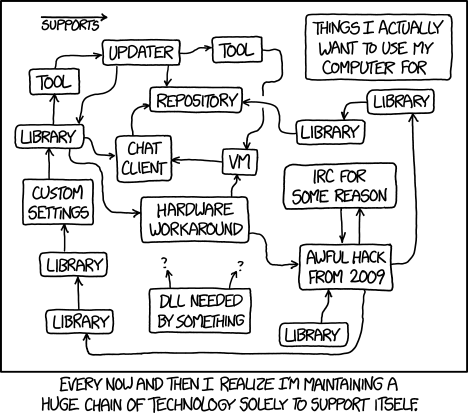 SUPPORTS
THINGS I ACTUALLY
WANT TO USE MY
COMPUTER FOR
UPDATER
TOOL
TOOL
REPOSITORY
LIBRARY
LIBRARY
LIBRARY
CHAT
CLIENT
VM
IRC FOR
SOME REASON
CUSTOM
SETTINGS
HARDWARE
WORKAROUND
AWFUL HACK
FROM 2009
LIBRARY
?
?
DLL NEEDED
BY SOMETHING
LIBRARY
LIBRARY
EVERY NOW AND THEN I REALIZE I'M MAINTAINING A
HUGE CHAIN OF TECHNOLOGY SOLELY TO SUPPORT ITSELF.